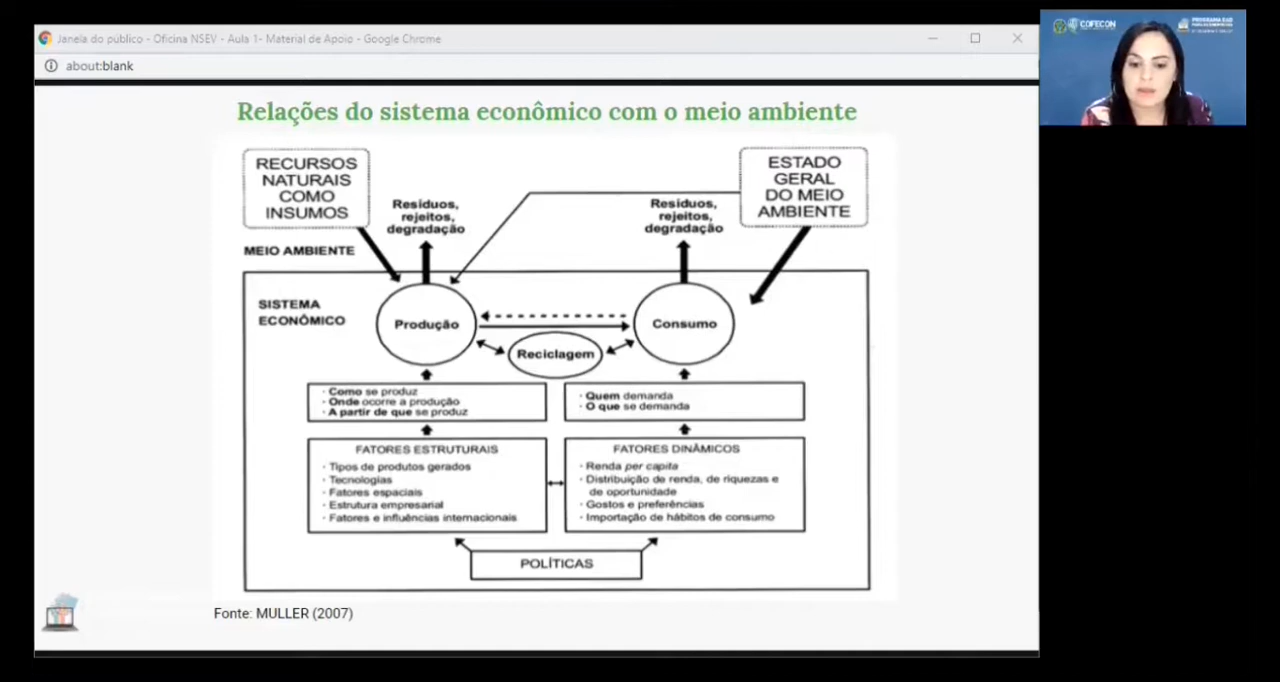 Janela do público - Oficina NSEV - Aula 1- Material de Apoio - Google Chrome
about:blank
COFECON
Relações do sistema econômico com o meio ambiente
RECURSOS
NATURAIS
COMO
INSUMOS
Resíduos,
rejeitos,
degradação
Resíduos,
rejeitos,
degradação
ESTADO
GERAL
DO MEIO
AMBIENTE
MEIO AMBIENTE
SISTEMA
ECONÔMICO
Produção
Consumo
Reciclagem
· Como se produz
· Onde ocorre a produção
· A partir de que se produz
· Quem demanda
· O que se demanda
FATORES ESTRUTURAIS
· Tipos de produtos gerados
· Tecnologias
· Fatores espaciais
· Estrutura empresarial
· Fatores e influências internacionais
FATORES DINÂMICOS
· Renda per capita
· Distribuição de renda, de riquezas e
de oportunidade
· Gostos e preferências
· Importação de hábitos de consumo
POLÍTICAS
Fonte: MULLER (2007)